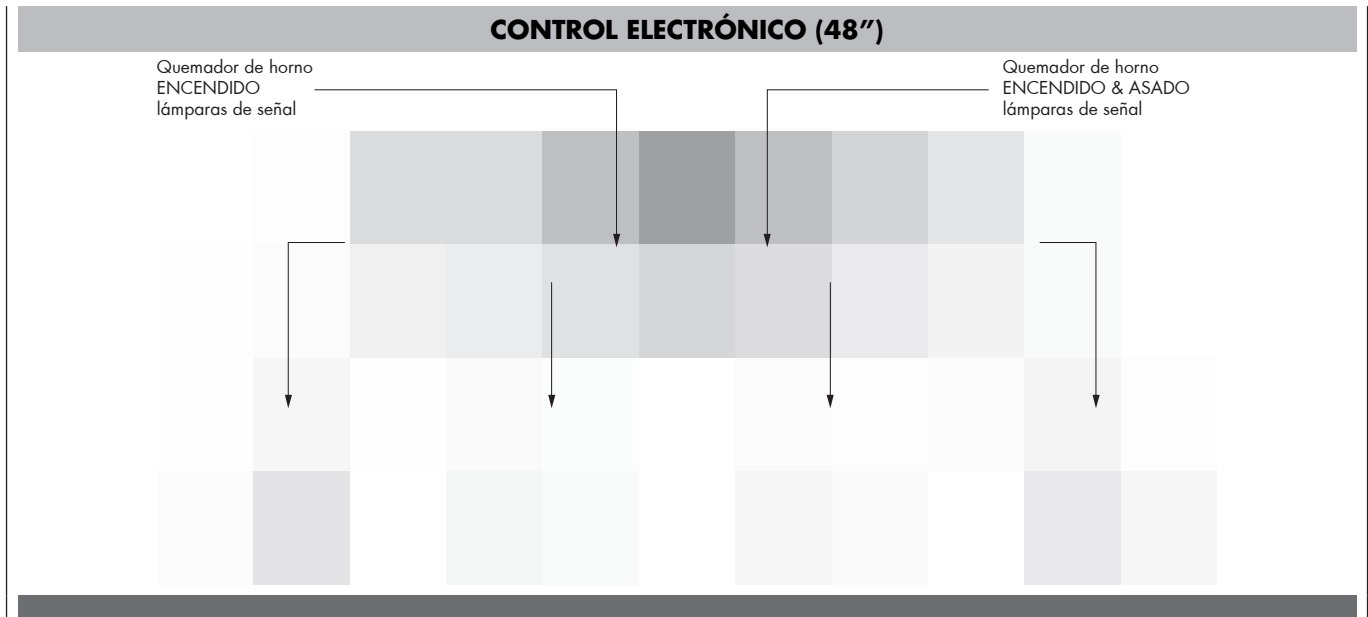 CONTROL ELECTRÓNICO (48”)
Quemador de horno
ENCENDIDO
lámparas de señal
Quemador de horno
ENCENDIDO & ASADO
lámparas de señal